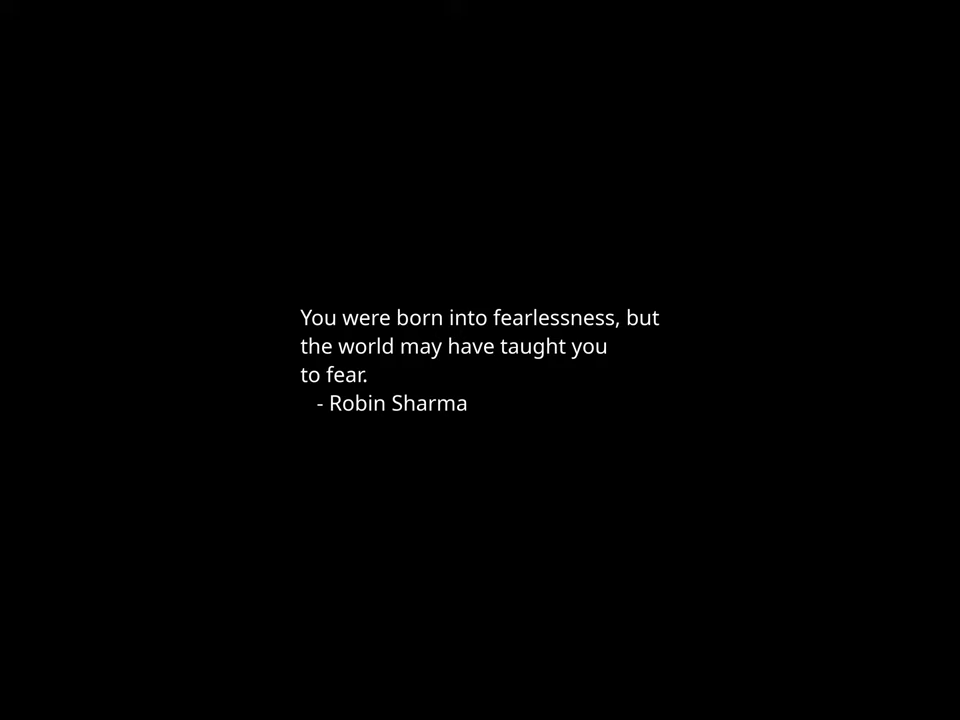 You were born into fearlessness, but
the world may have taught you
to fear.
- Robin Sharma